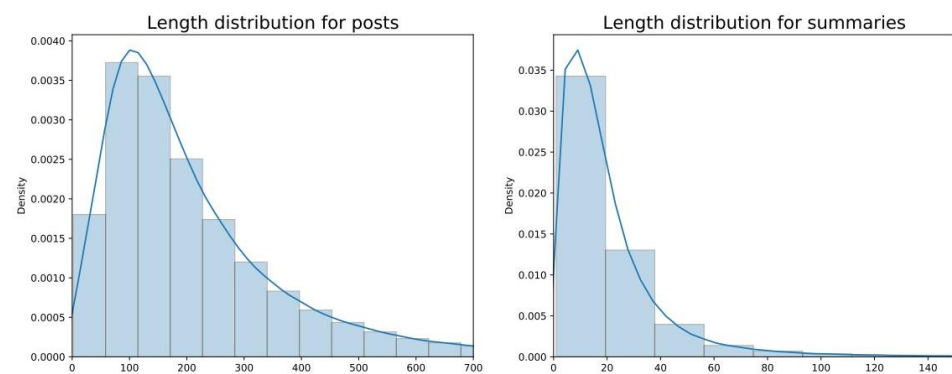 Length distribution for posts
0.0040
0.0035
0.0030
0.0025
0.0020
0.0015
0.0010
0.0005
0.0000
Density
0 100 200 300 400 500 600 700
Length distribution for summaries
0.035
0.030
0.025
0.020
0.015
0.010
0.005
0.000
Density
0 20 40 60 80 100 120 140